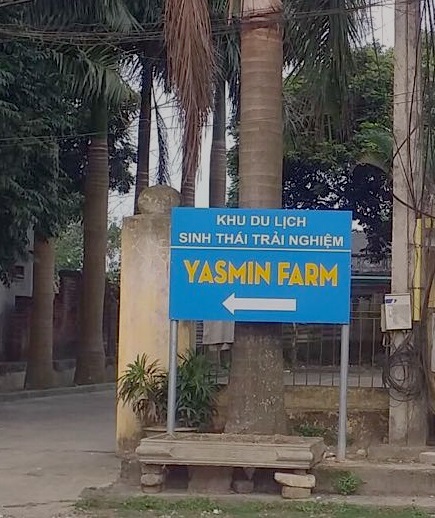 KHU DU LỊCH
SINH THÁI TRẢI NGHIỆM
YASMIN FARM